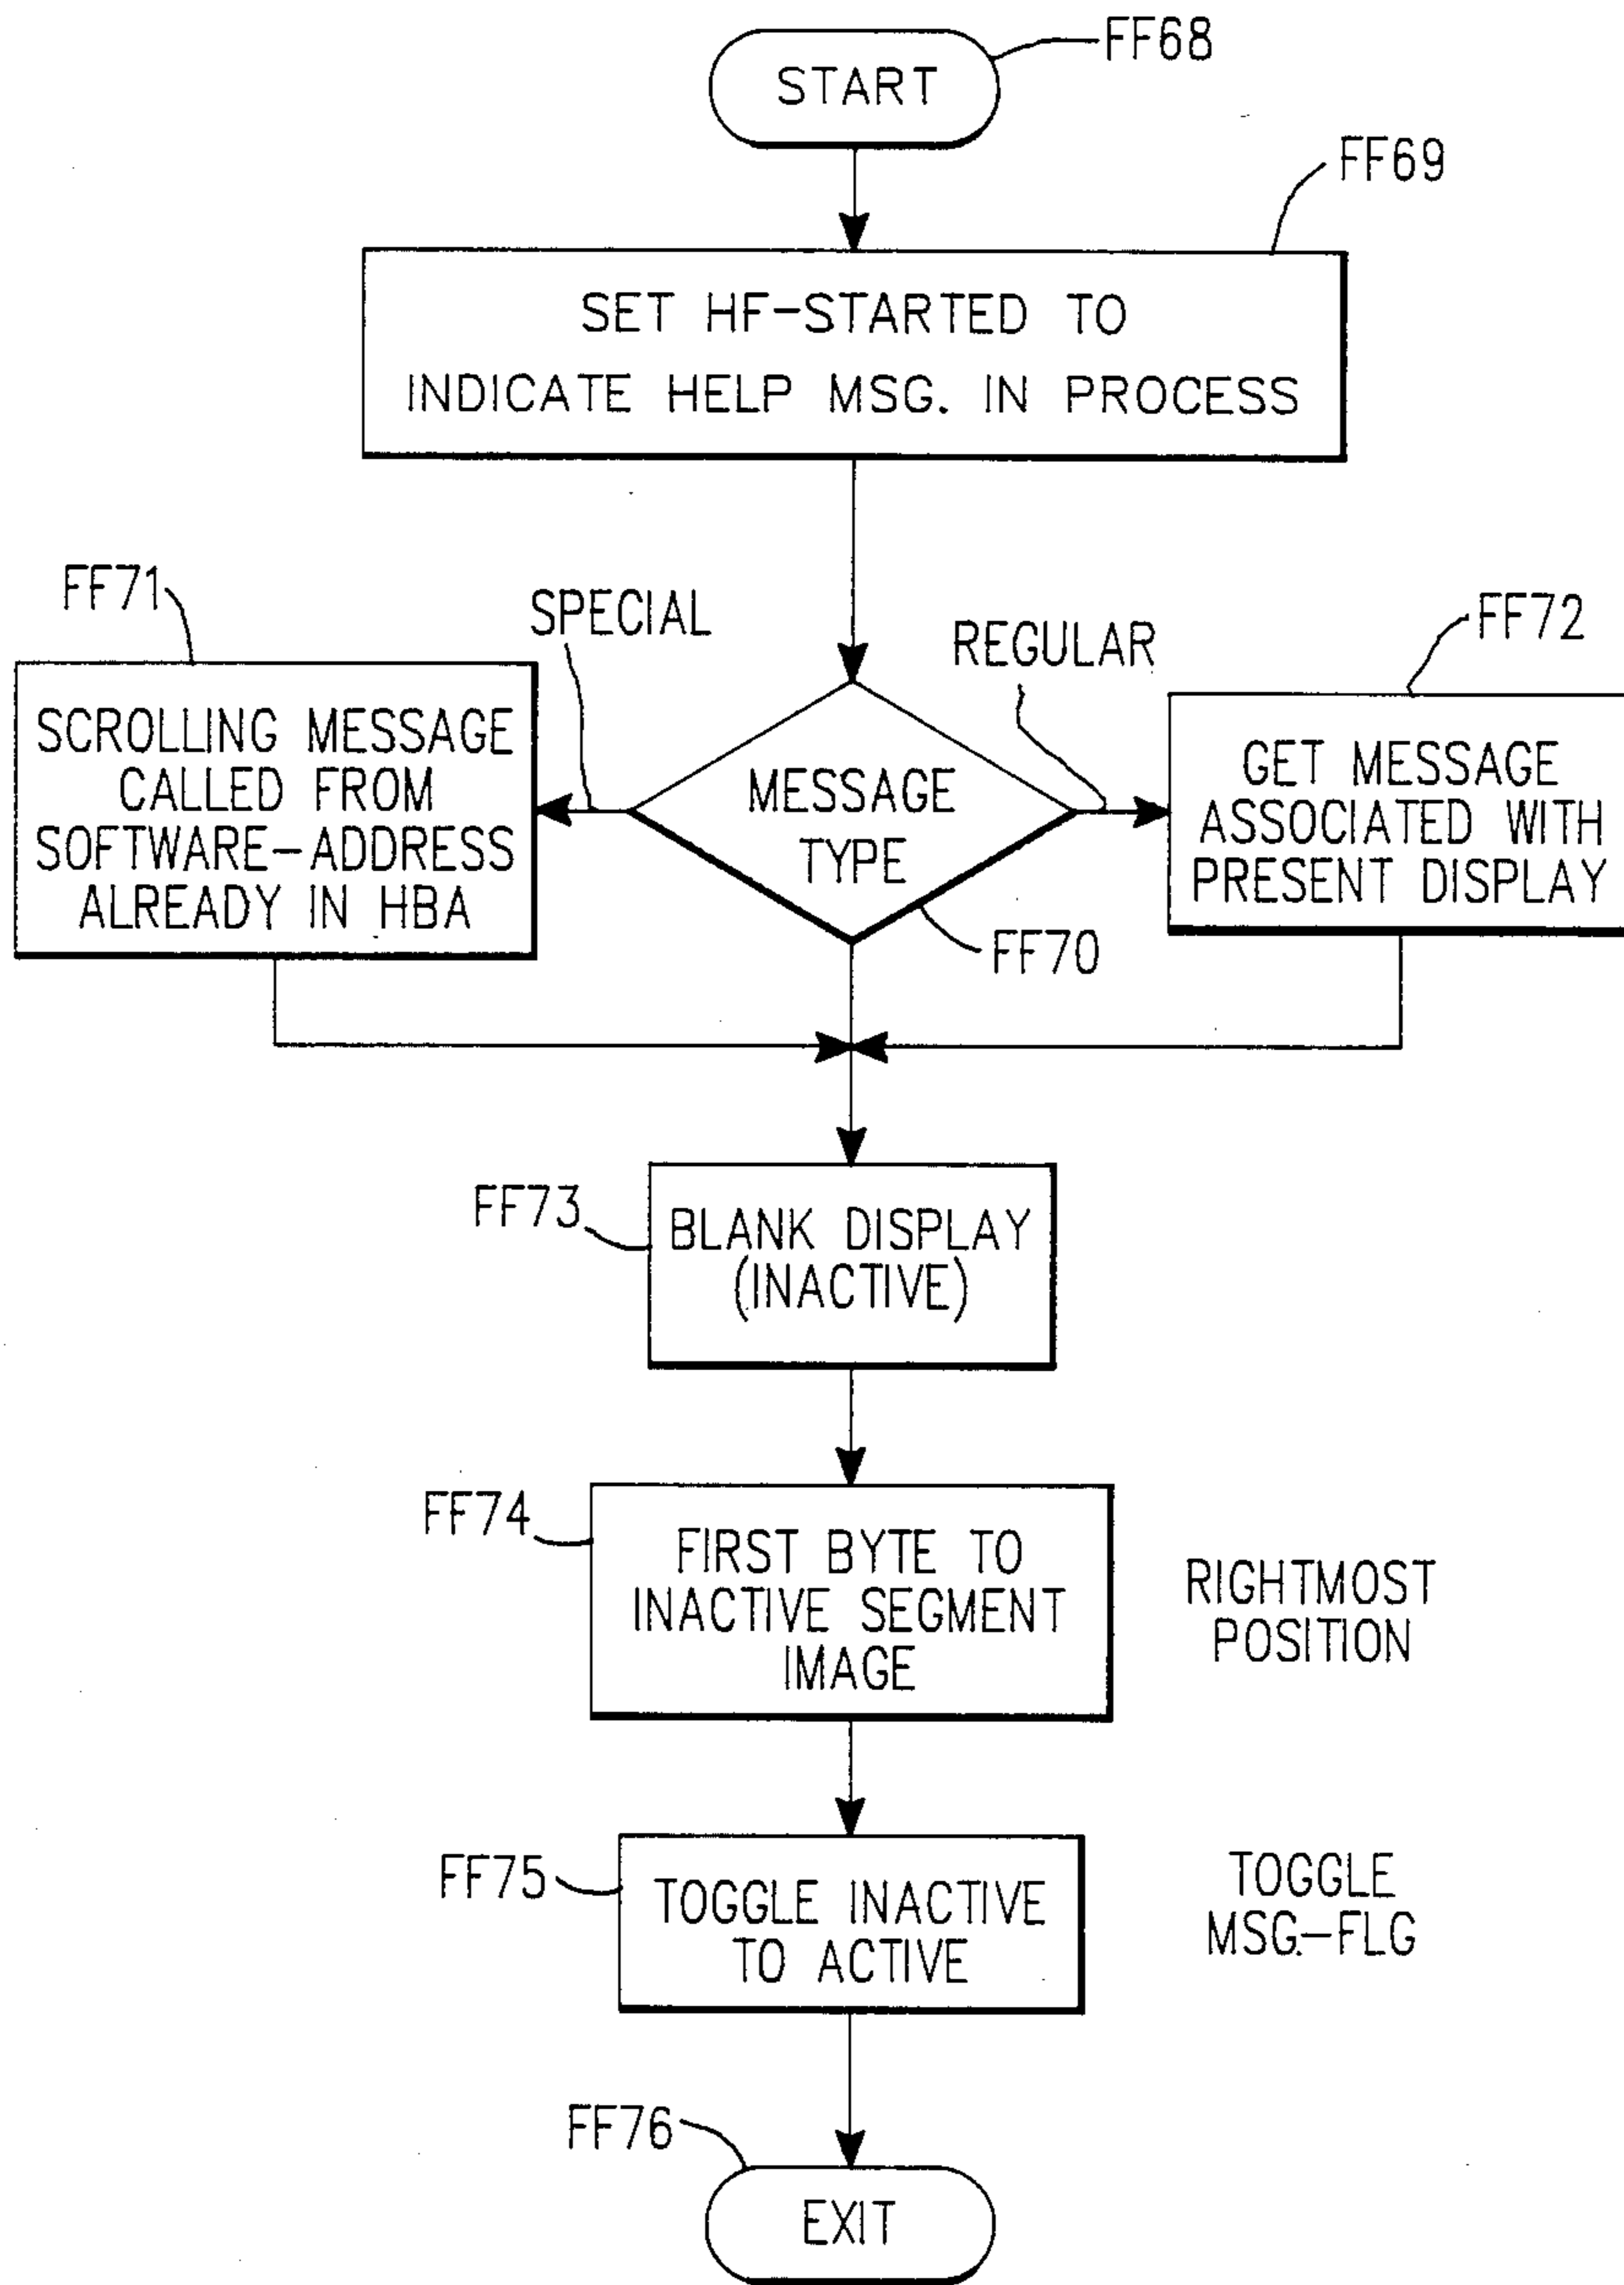 FF68
START
FF69
SET HF-STARTED TO
INDICATE HELP MSG. IN PROCESS
FF71
SPECIAL
REGULAR
FF72
SCROLLING MESSAGE
CALLED FROM
SOFTWARE-ADDRESS
ALREADY IN HBA
MESSAGE
TYPE
GET MESSAGE
ASSOCIATED WITH
PRESENT DISPLAY
FF70
FF73
BLANK DISPLAY
(INACTIVE)
FF74
FIRST BYTE TO
INACTIVE SEGMENT
IMAGE
RIGHTMOST
POSITION
FF75
TOGGLE INACTIVE
TO ACTIVE
TOGGLE
MSG.-FLG
FF76
EXIT